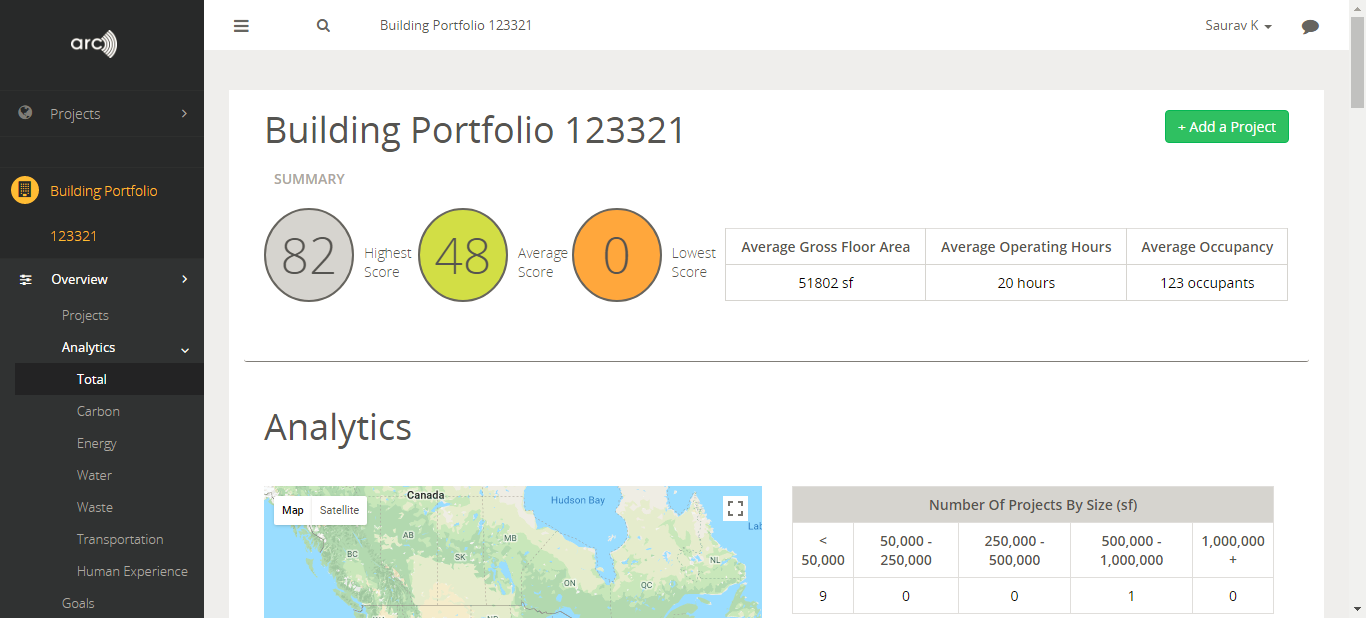 arc
Projects
Building Portfolio
123321
Overview
Projects
Analytics
Total
Carbon
Energy
Water
Waste
Transportation
Human Experience
Goals
Building Portfolio 123321
Saurav K
Building Portfolio 123321
+ Add a Project
SUMMARY
82
Highest
Score
48
Average
Score
0
Lowest
Score
Average Gross Floor Area Average Operating Hours Average Occupancy
51802 sf 20 hours 123 occupants
Analytics
Map Satellite
Canada
Hudson Bay
Lab
AB
MB
BC
SK
NL
ON
QC
WA
ND
MN
Number Of Projects By Size (sf)
<
50,000
50,000 -
250,000
250,000 -
500,000
500,000 -
1,000,000
1,000,000
+
9 0 0 1 0